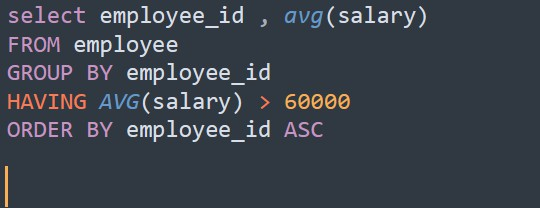 select employee_id , avg(salary)
FROM employee
GROUP BY employee_id
HAVING AVG(salary) > 60000
ORDER BY employee_id ASC